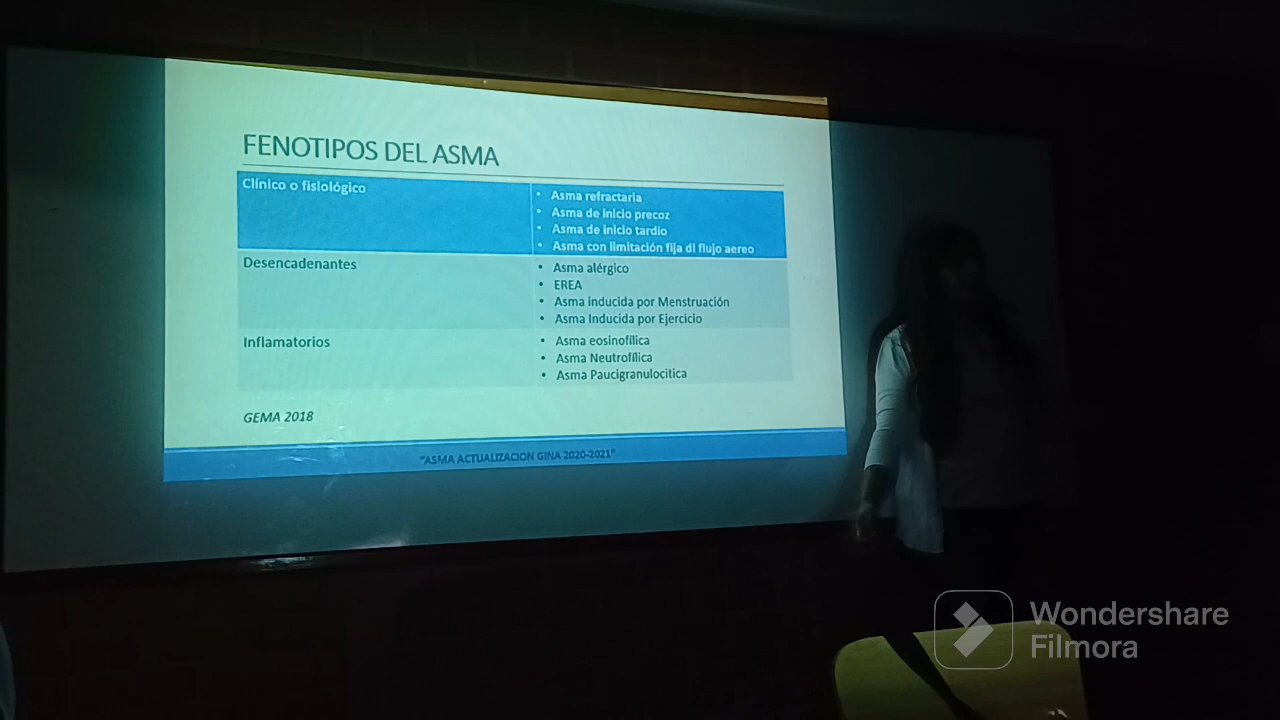 FENOTIPOS DEL ASMA
Clínico o fisiológico
• Asma refractaria
• Asma de inicio precoz
• Asma de inicio tardio
• Asma con limitación fija dl flujo aereo
Desencadenantes
• Asma alérgico
• EREA
• Asma inducida por Menstruación
• Asma Inducida por Ejercicio
Inflamatorios
• Asma eosinofílica
• Asma Neutrofílica
• Asma Paucigranulocitica
GEMA 2018
"ASMA ACTUALIZACION GINA 2020-2021"
Wondershare
Filmora